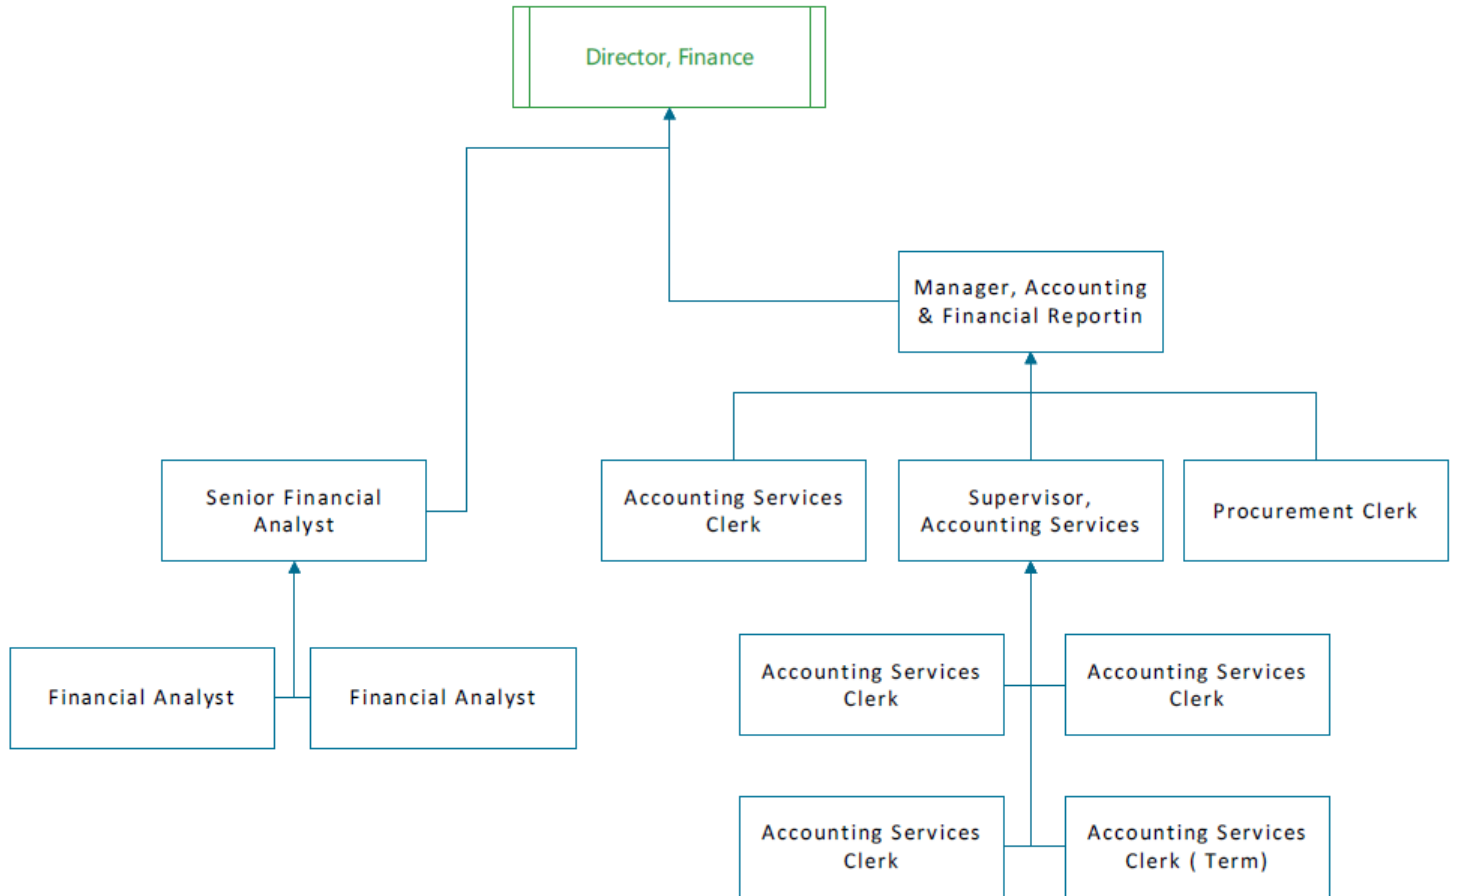 Director, Finance
Manager, Accounting
& Financial Reportin
Senior Financial
Analyst
Accounting Services
Clerk
Supervisor,
Accounting Services
Procurement Clerk
Financial Analyst
Financial Analyst
Accounting Services
Clerk
Accounting Services
Clerk
Accounting Services
Clerk
Accounting Services
Clerk ( Term)